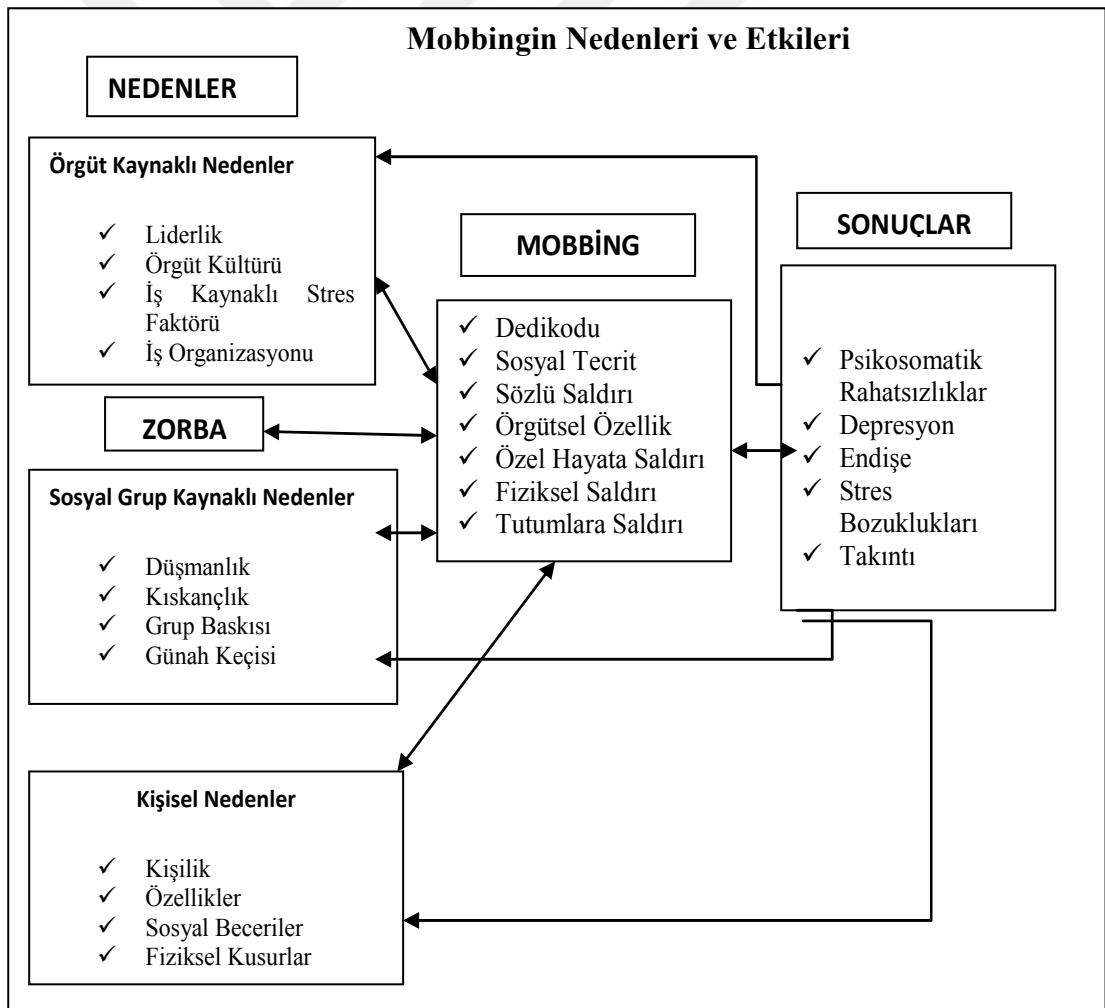 Mobbingin Nedenleri ve Etkileri
NEDENLER
Örgüt Kaynaklı Nedenler
✓ Liderlik
✓ Örgüt Kültürü
✓ İş Kaynaklı Stres
Faktörü
✓ İş Organizasyonu
ZORBA
Sosyal Grup Kaynaklı Nedenler
✓ Düşmanlık
✓ Kıskançlık
✓ Grup Baskısı
✓ Günah Keçisi
Kişisel Nedenler
✓ Kişilik
✓ Özellikler
✓ Sosyal Beceriler
✓ Fiziksel Kusurlar
MOBBİNG
✓ Dedikodu
✓ Sosyal Tecrit
✓ Sözlü Saldırı
✓ Örgütsel Özellik
✓ Özel Hayata Saldırı
✓ Fiziksel Saldırı
✓ Tutumlara Saldırı
SONUÇLAR
✓ Psikosomatik
Rahatsızlıklar
✓ Depresyon
✓ Endişe
✓ Stres
Bozuklukları
✓ Takıntı